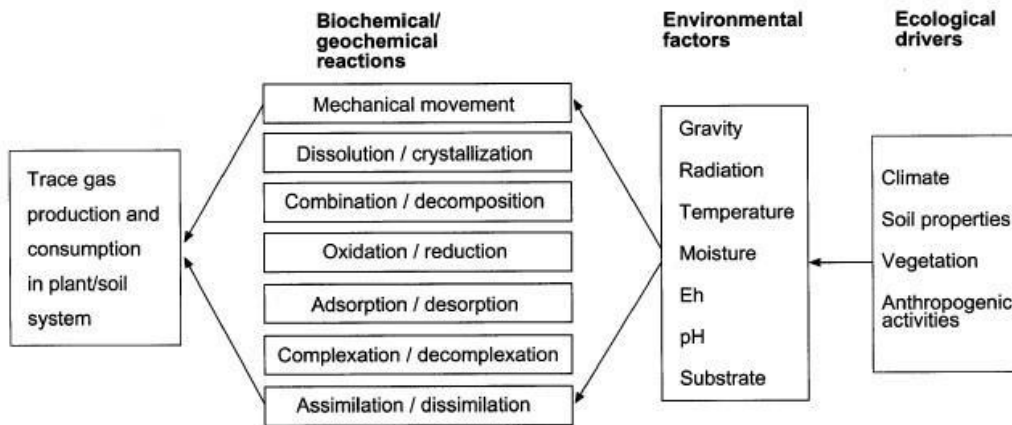 Biochemical/
geochemical
reactions
Environmental
factors
Ecological
drivers
Trace gas
production and
consumption
in plant/soil
system
Mechanical movement
Dissolution / crystallization
Combination / decomposition
Oxidation / reduction
Adsorption / desorption
Complexation / decomplexation
Assimilation / dissimilation
Gravity
Radiation
Temperature
Moisture
Eh
pH
Substrate
Climate
Soil properties
Vegetation
Anthropogenic
activities